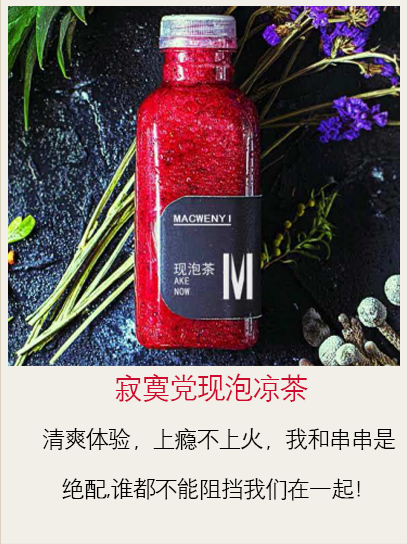 MACWENYI
现泡茶
AKE
NOW
M
寂寞党现泡凉茶
清爽体验，上瘾不上火，我和串串是
绝配,谁都不能阻挡我们在一起！